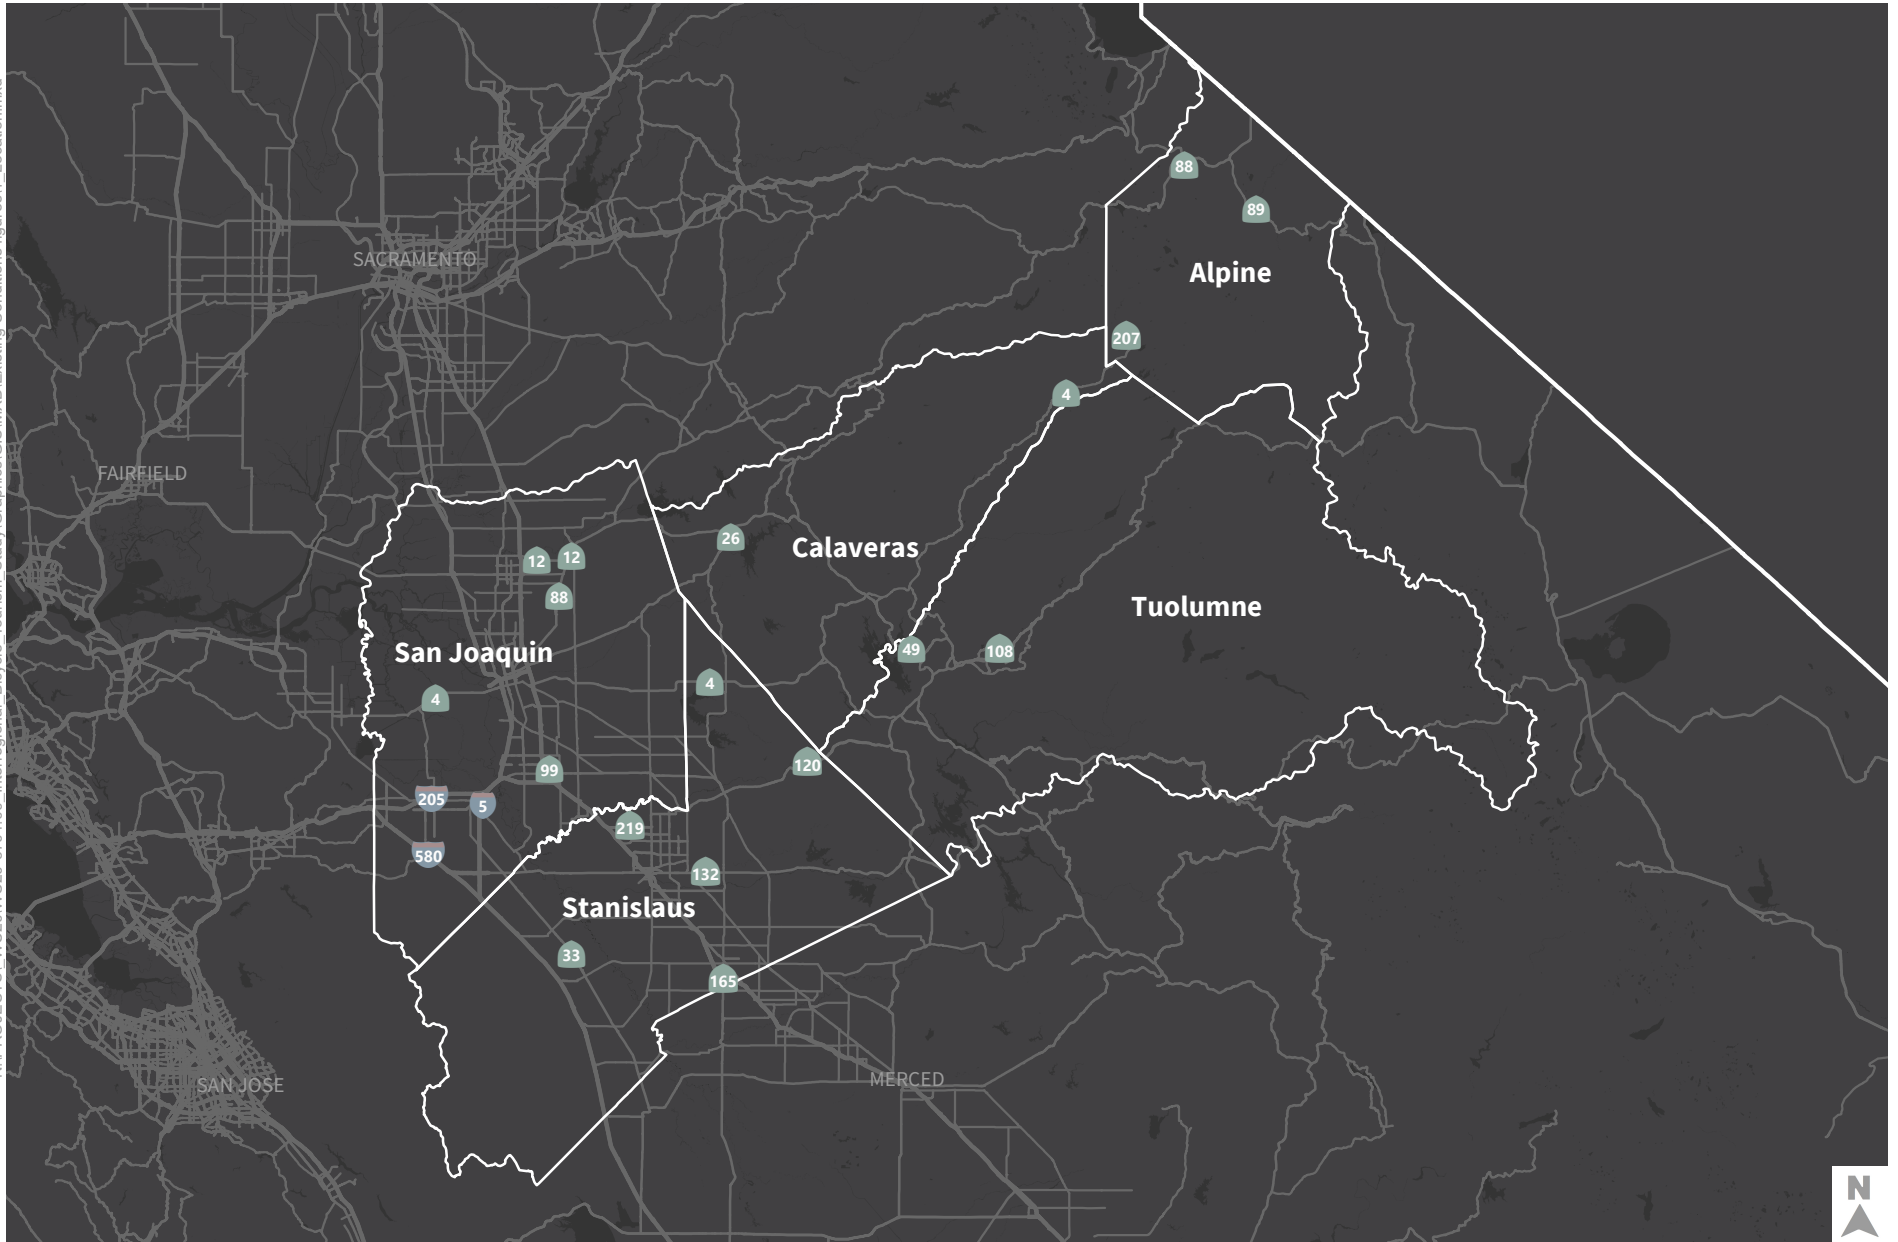 88
89
SACRAMENTO
Alpine
207
4
FAIRFIELD
26
Calaveras
12
12
88
Tuolumne
San Joaquin
49
108
4
4
120
99
205
5
219
580
132
Stanislaus
33
165
MERCED
SAN JOSE
N